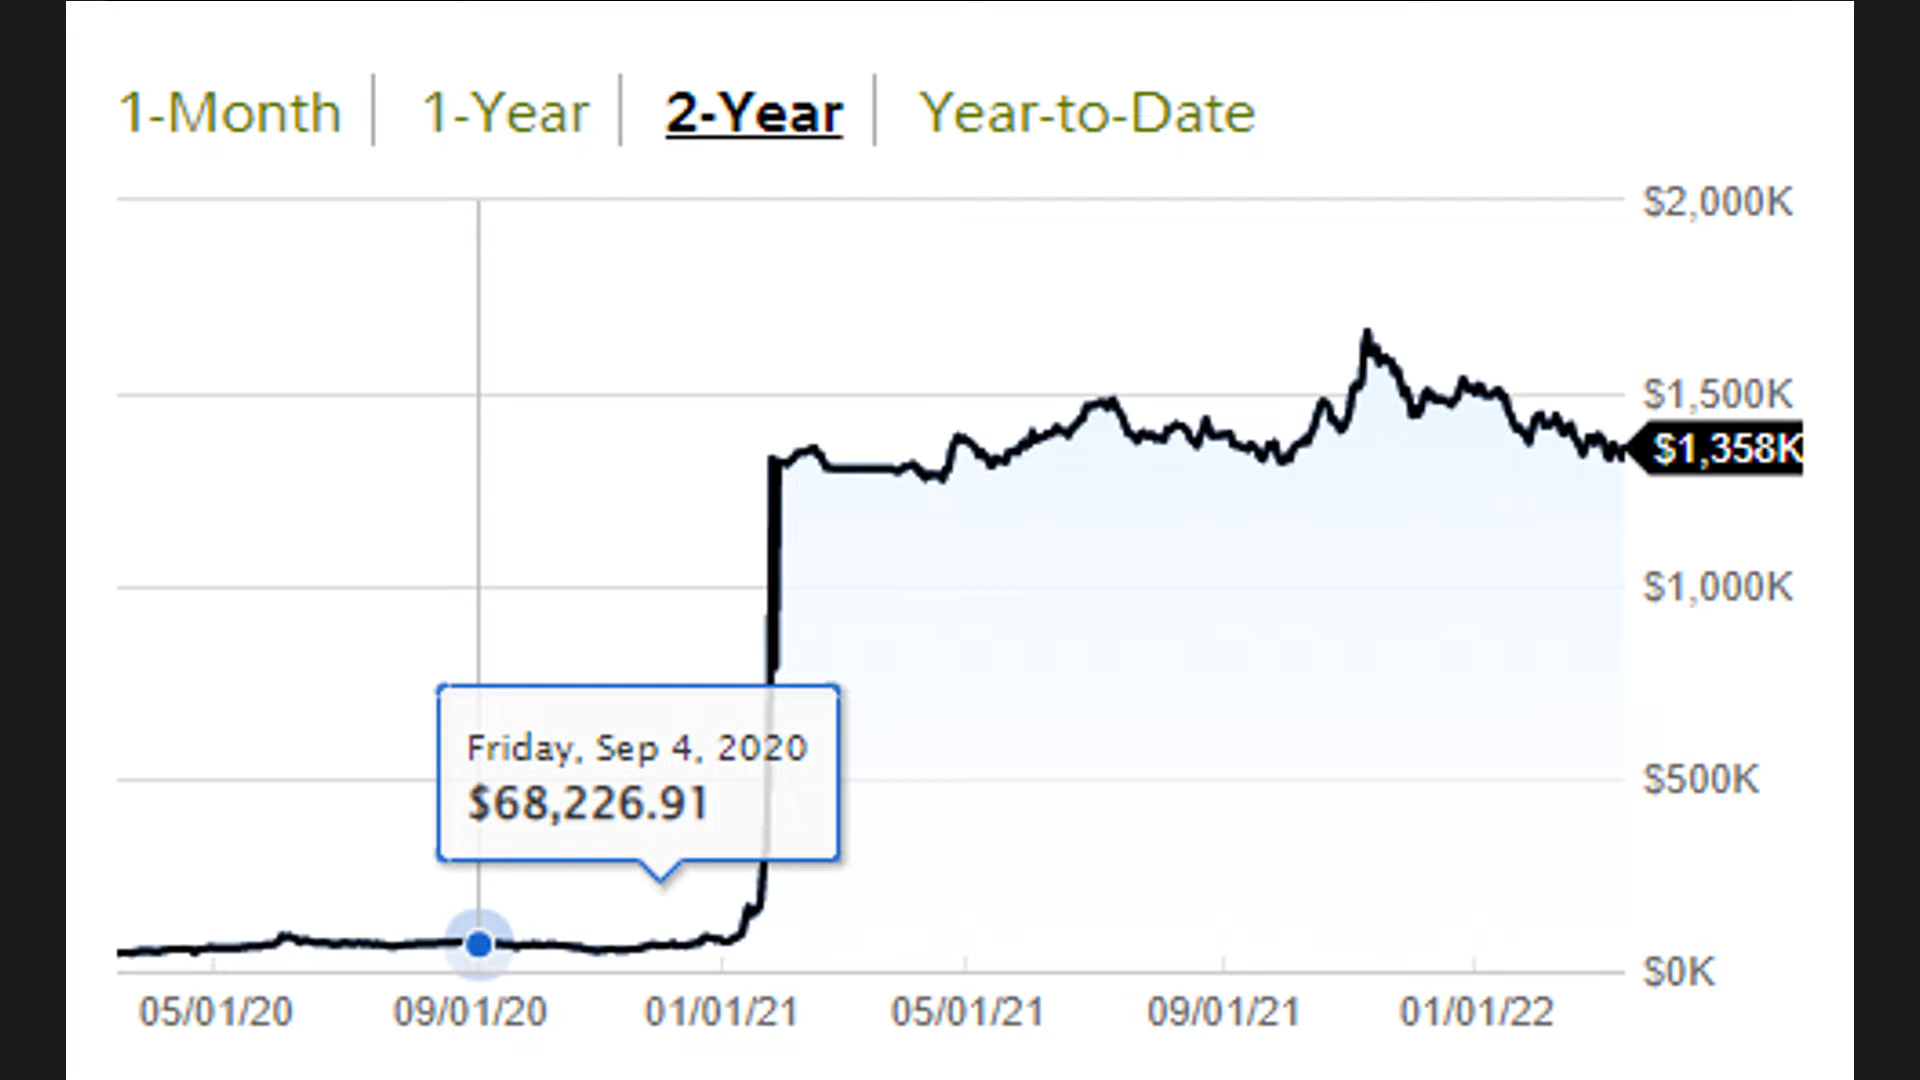 1-Month 1-Year 2-Year Year-to-Date
$2,000K
$1,500K
$1,358K
$1,000K
$500K
$0K
Friday, Sep 4, 2020
$68,226.91
05/01/20 09/01/20 01/01/21 05/01/21 09/01/21 01/01/22